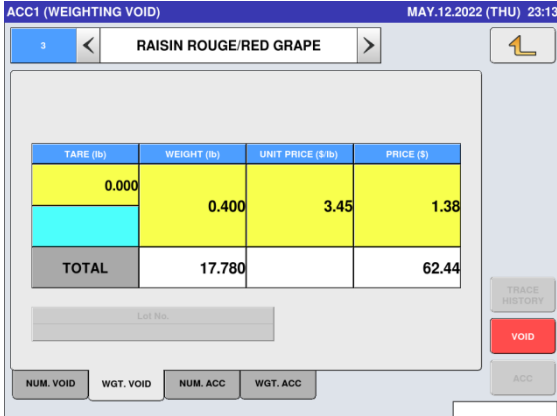 ACC1 (WEIGHTING VOID) MAY.12.2022 (THU) 23:13
3 < RAISIN ROUGE/RED GRAPE >
TARE (lb) WEIGHT (lb) UNIT PRICE ($/lb) PRICE ($)
0.000
0.400 3.45 1.38
TOTAL 17.780 62.44
TRACE
HISTORY
Lot No.
VOID
ACC
NUM. VOID WGT. VOID NUM. ACC WGT. ACC